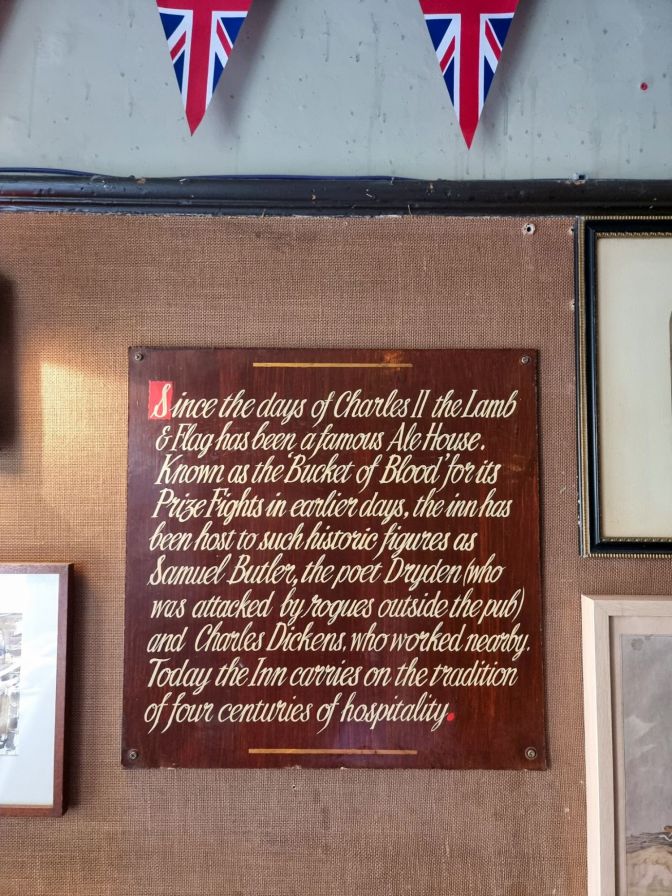 Since the days of Charles II the Lamb
& Flag has been a famous Ale House.
Known as the 'Bucket of Blood' for its
Prize Fights in earlier days, the inn has
been host to such historic figures as
Samuel Butler, the poet Dryden (who
was attacked by rogues outside the pub)
and Charles Dickens, who worked nearby.
Today the Inn carries on the tradition
of four centuries of hospitality.